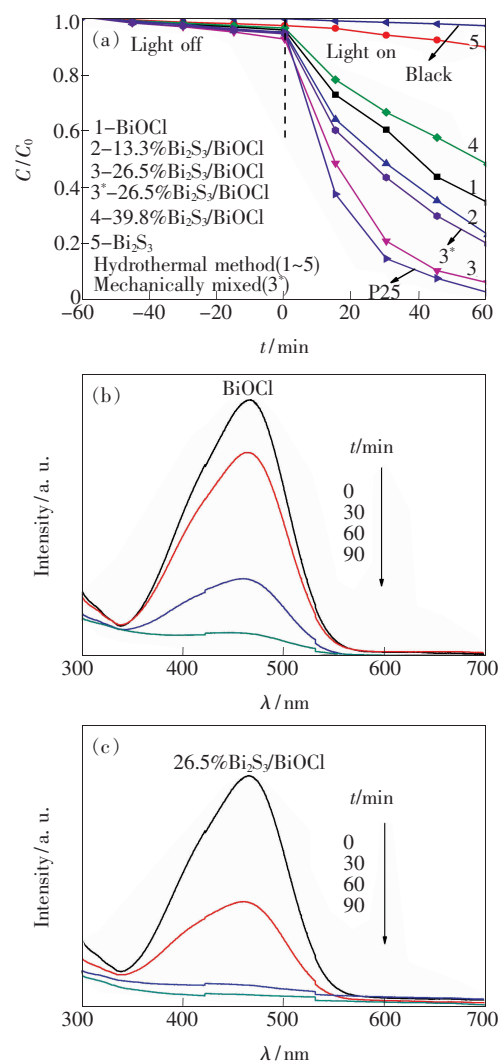 (a)
Light off
Light on
5
Black
4
1
2
3*
3
P25
1-BiOCl
2-13.3%Bi₂S₃/BiOCl
3-26.5%Bi₂S₃/BiOCl
3*-26.5%Bi₂S₃/BiOCl
4-39.8%Bi₂S₃/BiOCl
5-Bi₂S₃
Hydrothermal method(1~5)
Mechanically mixed(3*)
C/C₀
1.0
0.8
0.6
0.4
0.2
0
−60 −40 −20 0 20 40 60
t/min
(b)
BiOCl
t/min
0
30
60
90
Intensity/a. u.
300 400 500 600 700
λ/nm
(c)
26.5%Bi₂S₃/BiOCl
t/min
0
30
60
90
Intensity/a. u.
300 400 500 600 700
λ/nm